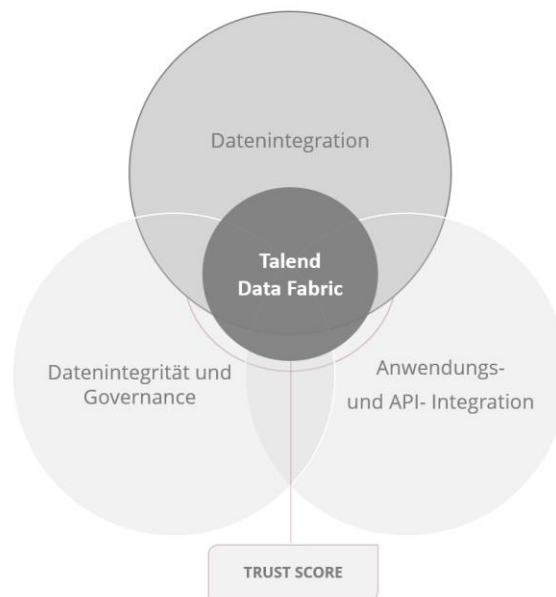 Datenintegration
Talend
Data Fabric
Datenintegrität und
Governance
Anwendungs-
und API- Integration
TRUST SCORE